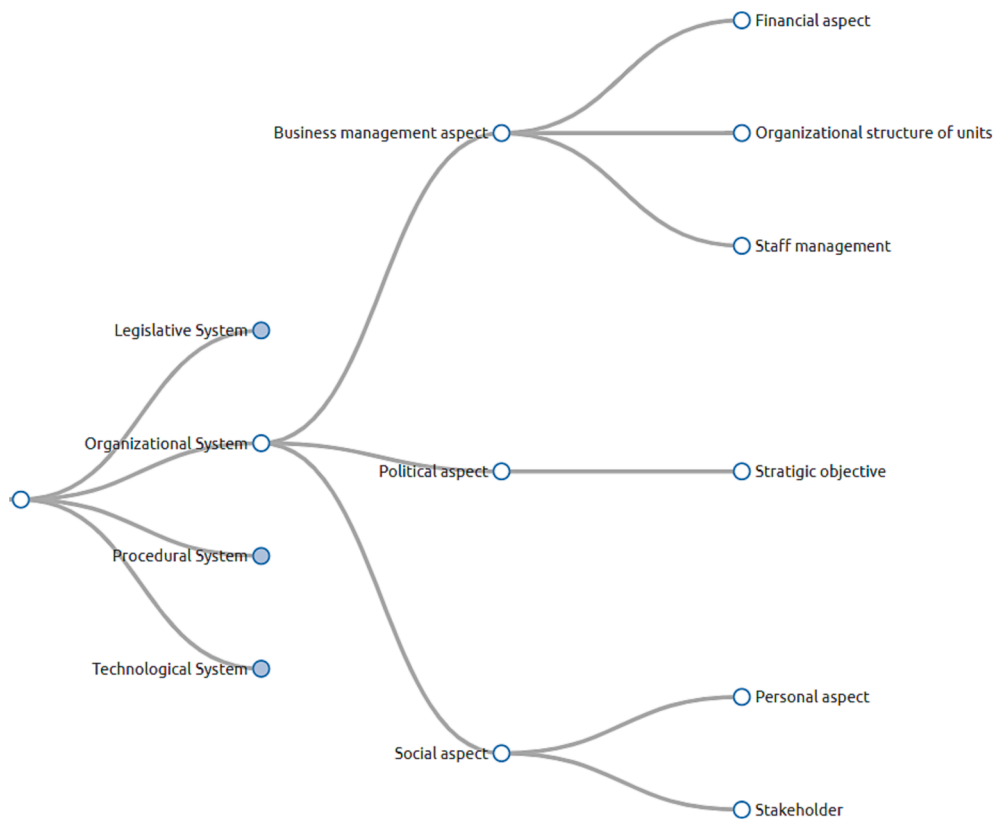 Financial aspect
Business management aspect
Organizational structure of units
Staff management
Legislative System
Organizational System
Political aspect
Stratigic objective
Procedural System
Technological System
Personal aspect
Social aspect
Stakeholder